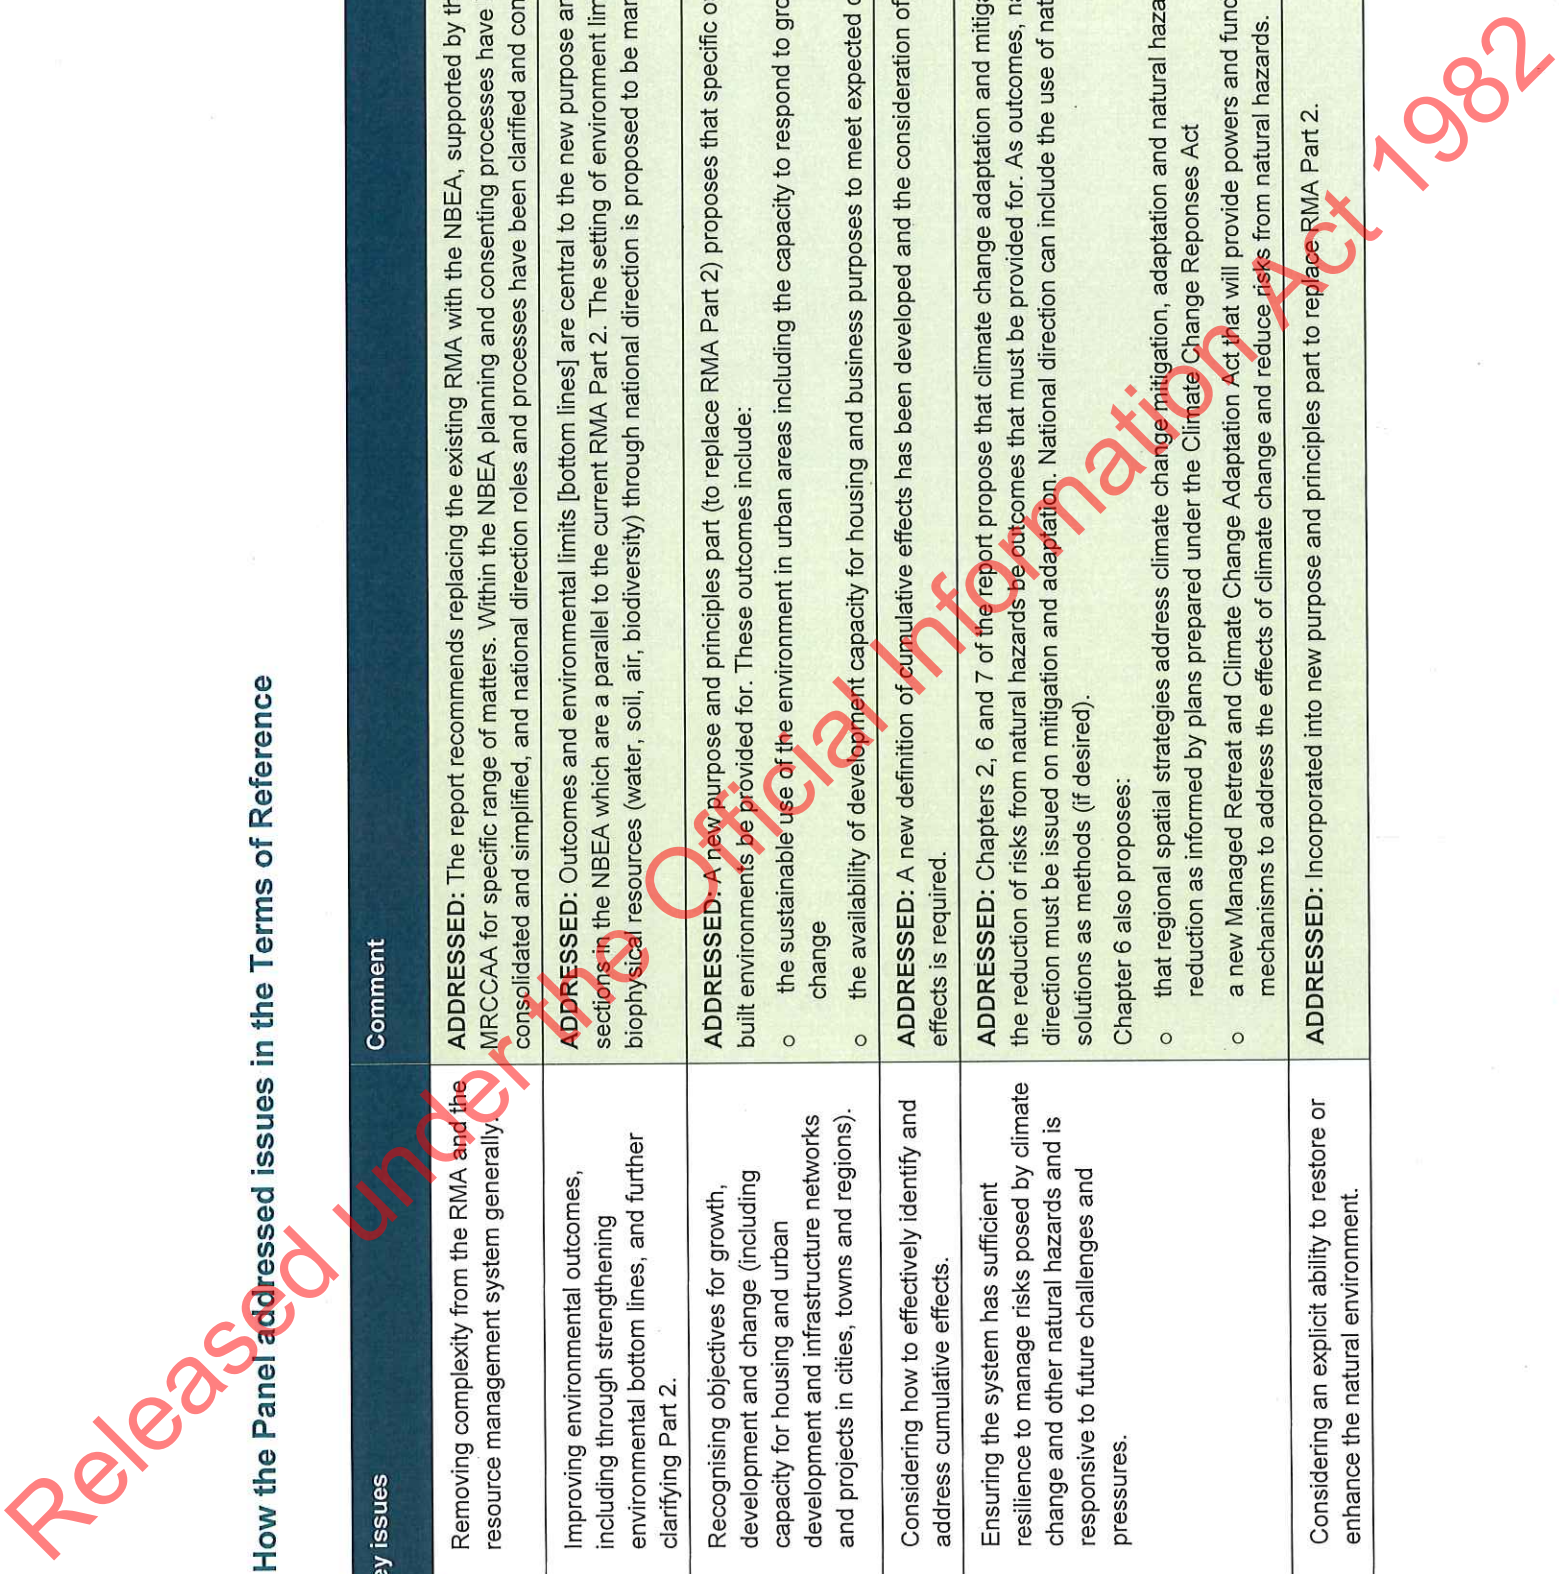 How the Panel addressed issues in the Terms of Reference
ey issues
Comment
Removing complexity from the RMA and the
resource management system generally.
ADDRESSED: The report recommends replacing the existing RMA with the NBEA, supported by th
MRCCAA for specific range of matters. Within the NBEA planning and consenting processes have
consolidated and simplified, and national direction roles and processes have been clarified and con
Improving environmental outcomes,
including through strengthening
environmental bottom lines, and further
clarifying Part 2.
ADDRESSED: Outcomes and environmental limits [bottom lines] are central to the new purpose an
sections in the NBEA which are a parallel to the current RMA Part 2. The setting of environment lim
biophysical resources (water, soil, air, biodiversity) through national direction is proposed to be man
Recognising objectives for growth,
development and change (including
capacity for housing and urban
development and infrastructure networks
and projects in cities, towns and regions).
ADDRESSED: A new purpose and principles part (to replace RMA Part 2) proposes that specific o
built environments be provided for. These outcomes include:
o the sustainable use of the environment in urban areas including the capacity to respond to gro
change
o the availability of development capacity for housing and business purposes to meet expected d
Considering how to effectively identify and
address cumulative effects.
ADDRESSED: A new definition of cumulative effects has been developed and the consideration of
effects is required.
Ensuring the system has sufficient
resilience to manage risks posed by climate
change and other natural hazards and is
responsive to future challenges and
pressures.
ADDRESSED: Chapters 2, 6 and 7 of the report propose that climate change adaptation and mitiga
the reduction of risks from natural hazards be outcomes that must be provided for. As outcomes, na
direction must be issued on mitigation and adaptation. National direction can include the use of nat
solutions as methods (if desired).
Chapter 6 also proposes:
o that regional spatial strategies address climate change mitigation, adaptation and natural haza
reduction as informed by plans prepared under the Climate Change Reponses Act
o a new Managed Retreat and Climate Change Adaptation Act that will provide powers and func
mechanisms to address the effects of climate change and reduce risks from natural hazards.
Considering an explicit ability to restore or
enhance the natural environment.
ADDRESSED: Incorporated into new purpose and principles part to replace RMA Part 2.
Released under the Official Information Act 1982